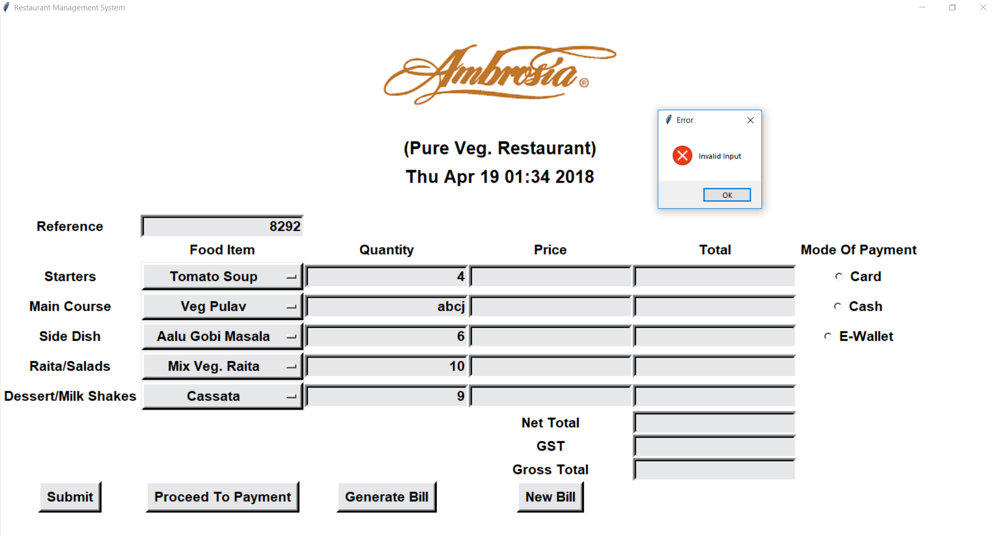 Restaurant Management System
Ambrosia ®
Error
(Pure Veg. Restaurant)
Invalid Input
Thu Apr 19 01:34 2018
OK
Reference 8292
Food Item Quantity Price Total Mode Of Payment
Starters Tomato Soup 4 Card
Main Course Veg Pulav abcj Cash
Side Dish Aalu Gobi Masala 6 E-Wallet
Raita/Salads Mix Veg. Raita 10
Dessert/Milk Shakes Cassata 9
Net Total
GST
Gross Total
Submit Proceed To Payment Generate Bill New Bill